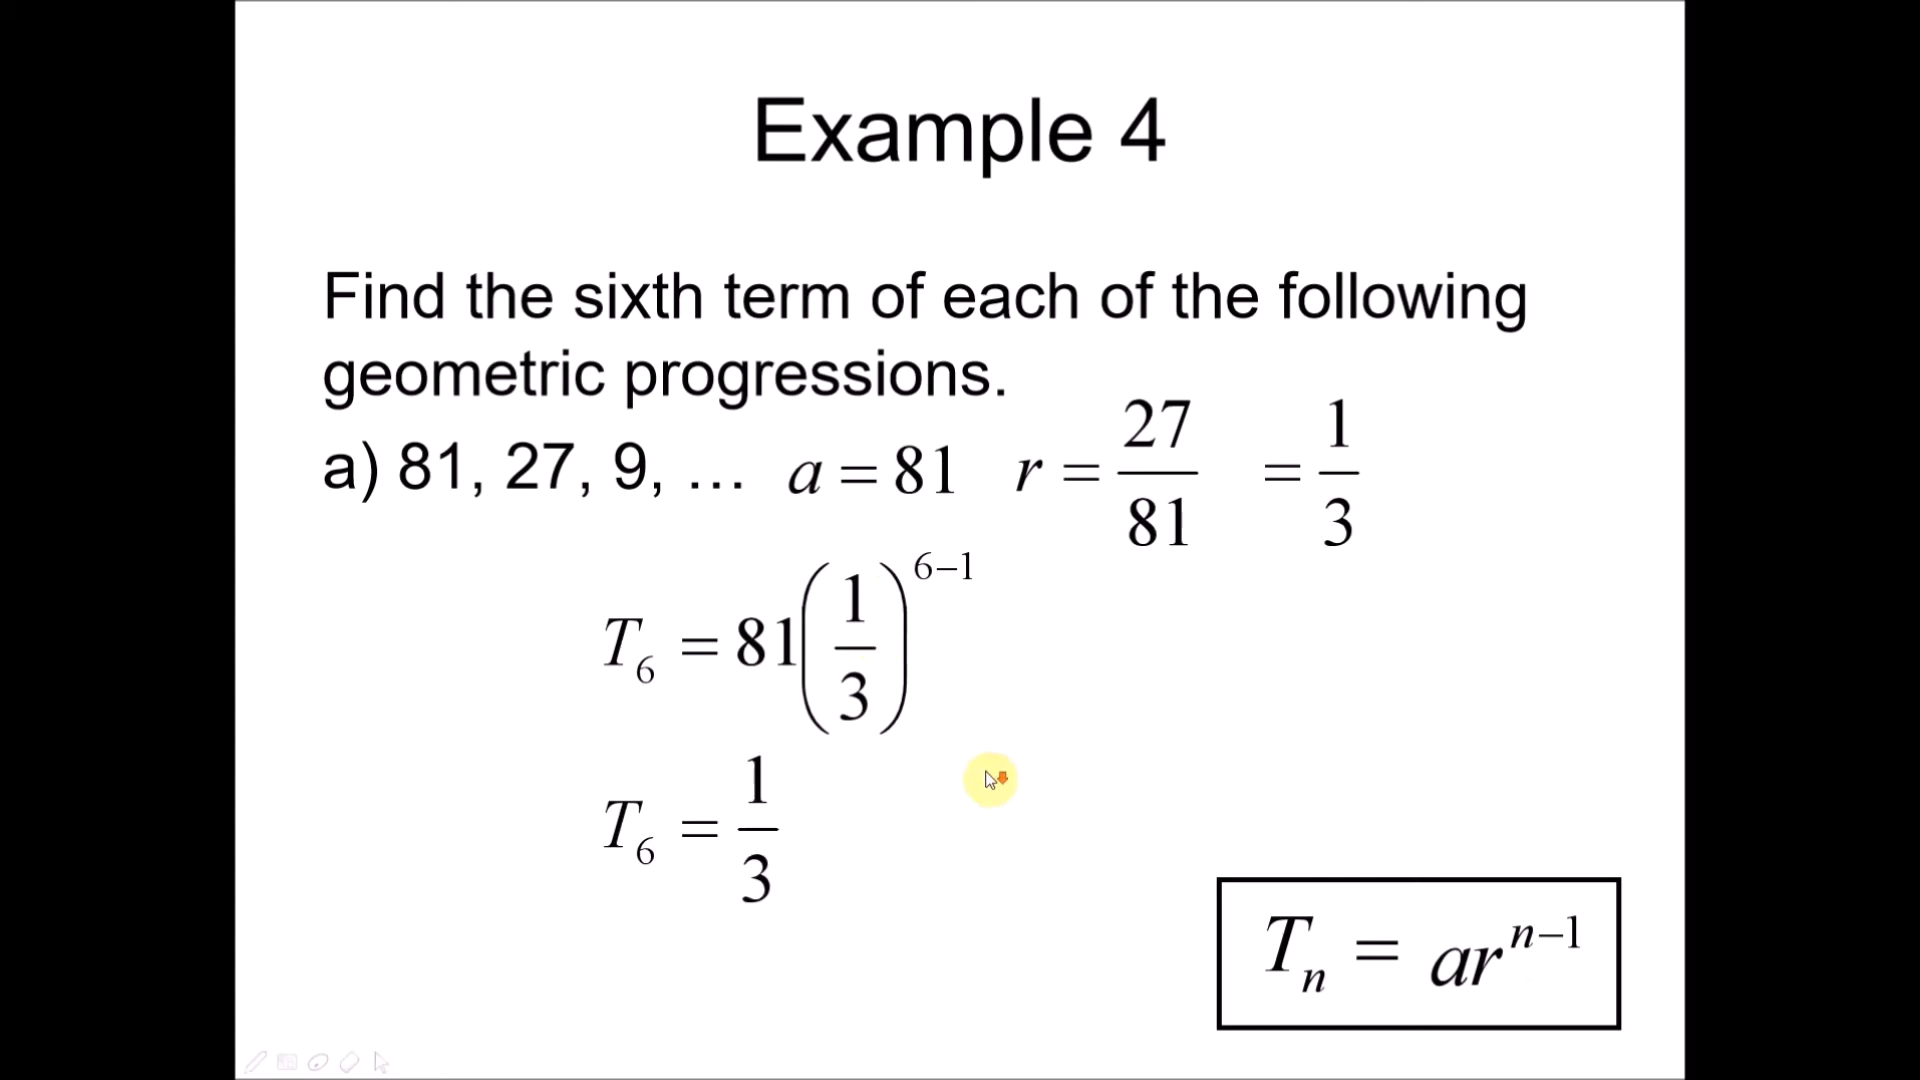 Example 4
Find the sixth term of each of the following
geometric progressions.
a) 81, 27, 9, … a = 81 r = 27/81 = 1/3
T₆ = 81(1/3)⁶⁻¹
T₆ = 1/3
Tₙ = arⁿ⁻¹